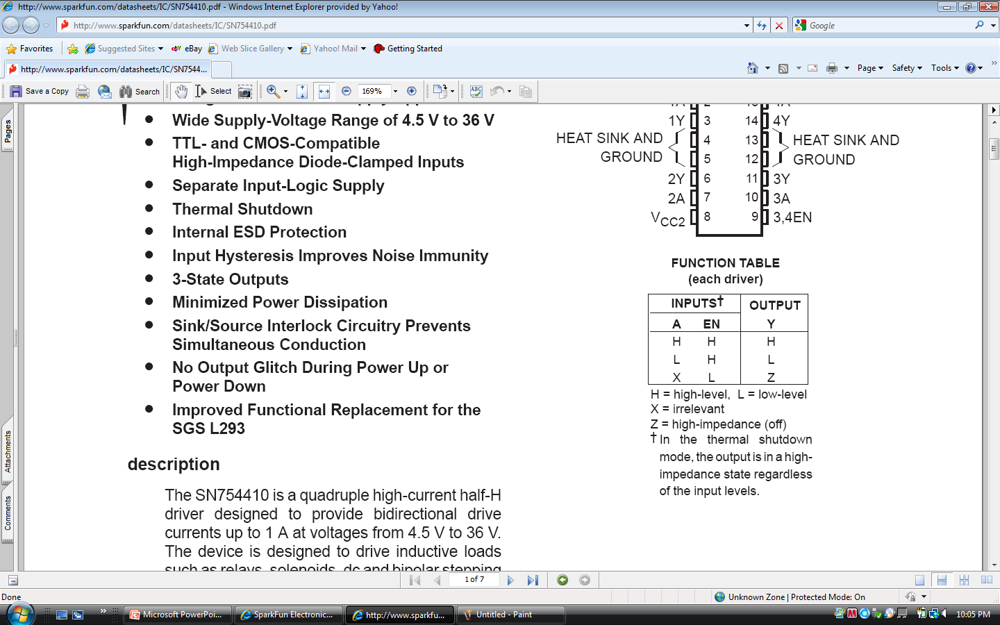 http://www.sparkfun.com/datasheets/IC/SN754410.pdf - Windows Internet Explorer provided by Yahoo!
http://www.sparkfun.com/datasheets/IC/SN754410.pdf
Google
Favorites
Suggested Sites
eBay
Web Slice Gallery
Yahoo! Mail
Getting Started
http://www.sparkfun.com/datasheets/IC/SN7544...
Page
Safety
Tools
Save a Copy
Search
Select
169%
Pages
Attachments
Comments
• Wide Supply-Voltage Range of 4.5 V to 36 V
• TTL- and CMOS-Compatible
High-Impedance Diode-Clamped Inputs
• Separate Input-Logic Supply
• Thermal Shutdown
• Internal ESD Protection
• Input Hysteresis Improves Noise Immunity
• 3-State Outputs
• Minimized Power Dissipation
• Sink/Source Interlock Circuitry Prevents
Simultaneous Conduction
• No Output Glitch During Power Up or
Power Down
• Improved Functional Replacement for the
SGS L293
description
The SN754410 is a quadruple high-current half-H
driver designed to provide bidirectional drive
currents up to 1 A at voltages from 4.5 V to 36 V.
The device is designed to drive inductive loads
such as relays, solenoids, dc and bipolar stepping
1Y 3 14 4Y
HEAT SINK AND 4 13 HEAT SINK AND
GROUND 5 12 GROUND
2Y 6 11 3Y
2A 7 10 3A
VCC2 8 9 3,4EN
FUNCTION TABLE
(each driver)
INPUTS† OUTPUT
A EN Y
H H H
L H L
X L Z
H = high-level, L = low-level
X = irrelevant
Z = high-impedance (off)
† In the thermal shutdown
mode, the output is in a high-
impedance state regardless
of the input levels.
1 of 7
Done
Unknown Zone | Protected Mode: On
Microsoft PowerPoi...
SparkFun Electronic...
http://www.sparkfu...
Untitled - Paint
10:05 PM